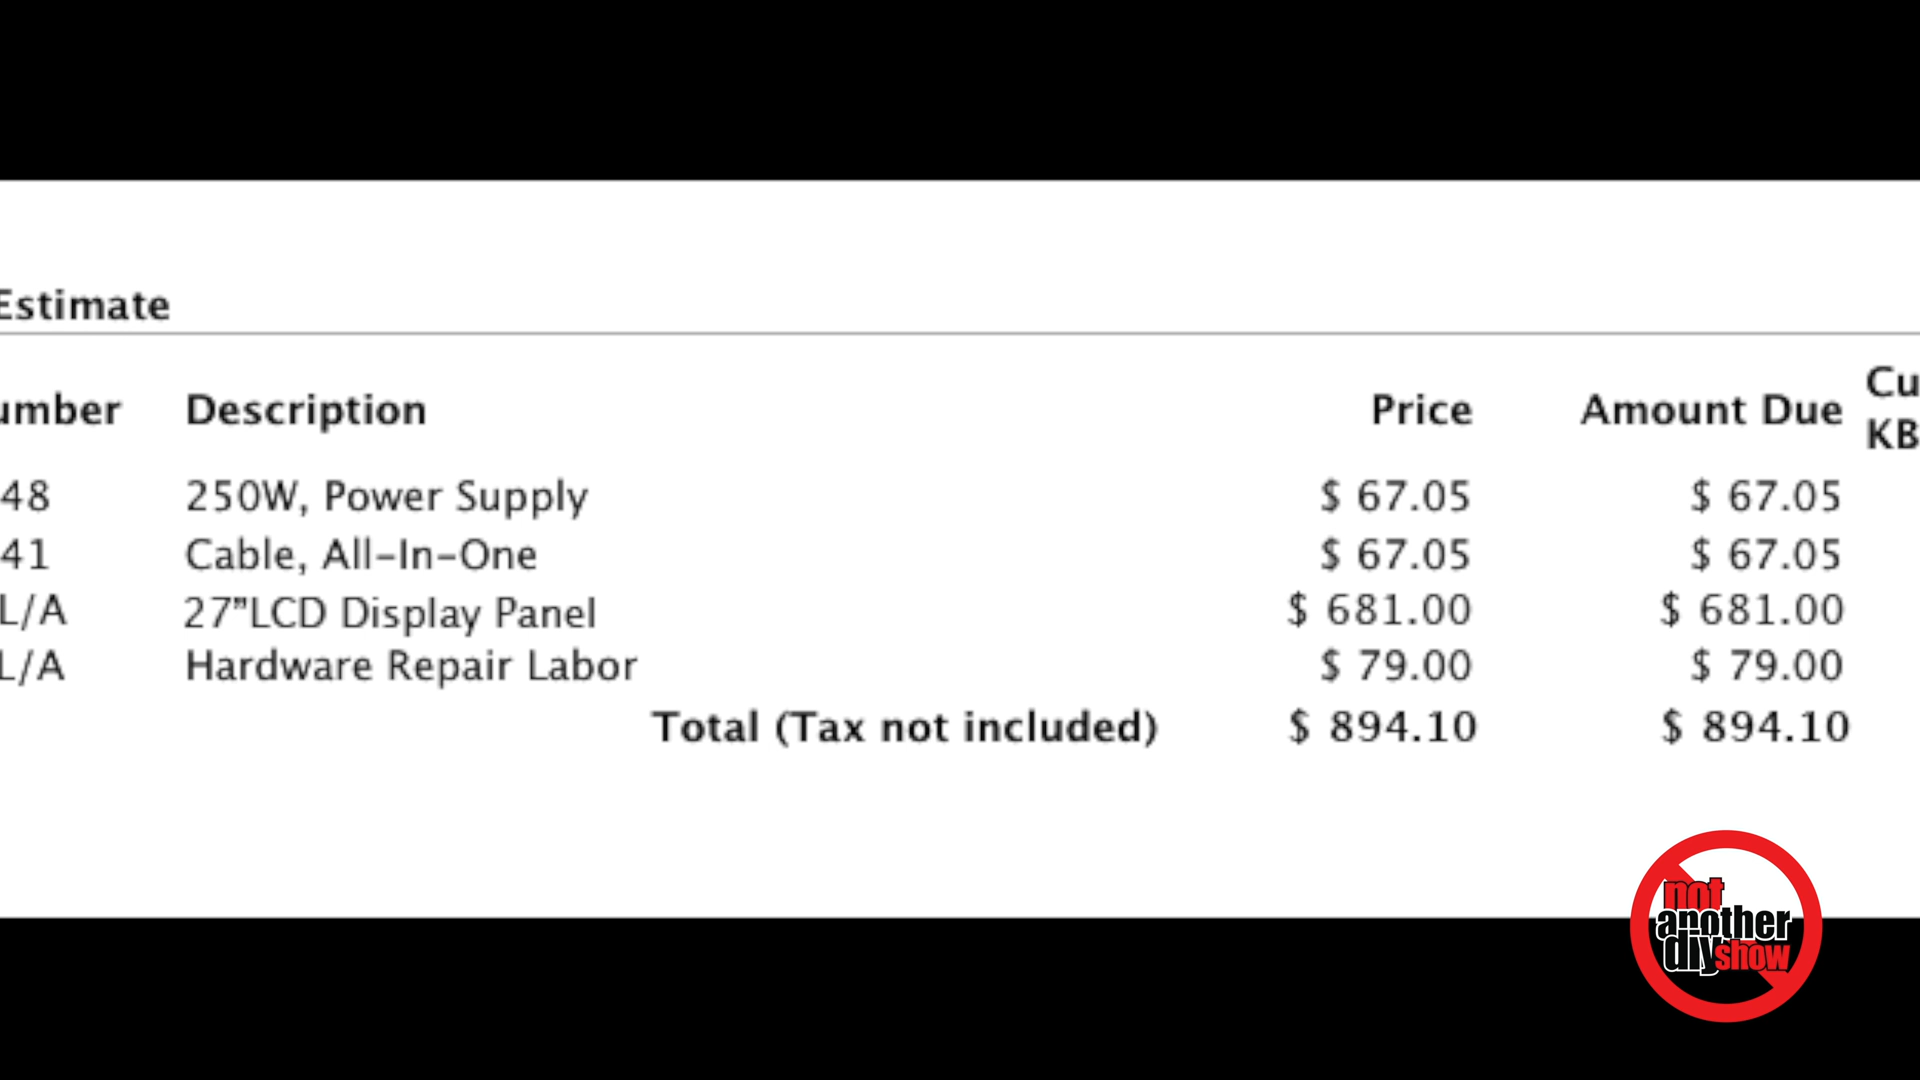 Estimate
umber Description Price Amount Due Cu
KB
48 250W, Power Supply $ 67.05 $ 67.05
41 Cable, All-In-One $ 67.05 $ 67.05
L/A 27"LCD Display Panel $ 681.00 $ 681.00
L/A Hardware Repair Labor $ 79.00 $ 79.00
Total (Tax not included) $ 894.10 $ 894.10
not
another
diyshow